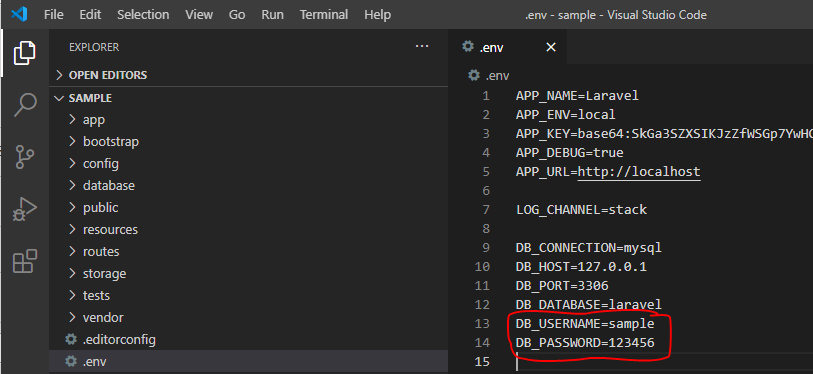 File Edit Selection View Go Run Terminal Help .env - sample - Visual Studio Code
EXPLORER
OPEN EDITORS
SAMPLE
app
bootstrap
config
database
public
resources
routes
storage
tests
vendor
.editorconfig
.env
.env
.env
1 APP_NAME=Laravel
2 APP_ENV=local
3 APP_KEY=base64:SkGa3SZXSIKJzZfWSGp7YwHG
4 APP_DEBUG=true
5 APP_URL=http://localhost
6
7 LOG_CHANNEL=stack
8
9 DB_CONNECTION=mysql
10 DB_HOST=127.0.0.1
11 DB_PORT=3306
12 DB_DATABASE=laravel
13 DB_USERNAME=sample
14 DB_PASSWORD=123456
15